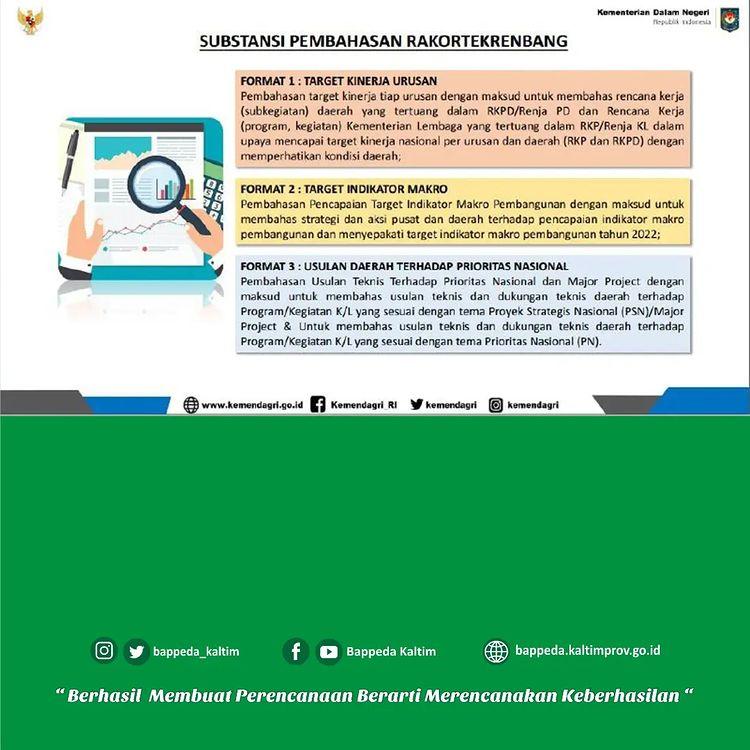 Kementerian Dalam Negeri
Republik Indonesia
SUBSTANSI PEMBAHASAN RAKORTEKRENBANG
FORMAT 1 : TARGET KINERJA URUSAN
Pembahasan target kinerja tiap urusan dengan maksud untuk membahas rencana kerja
(subkegiatan) daerah yang tertuang dalam RKPD/Renja PD dan Rencana Kerja
(program, kegiatan) Kementerian Lembaga yang tertuang dalam RKP/Renja KL dalam
upaya mencapai target kinerja nasional per urusan dan daerah (RKP dan RKPD) dengan
memperhatikan kondisi daerah;
FORMAT 2 : TARGET INDIKATOR MAKRO
Pembahasan Pencapaian Target Indikator Makro Pembangunan dengan maksud untuk
membahas strategi dan aksi pusat dan daerah terhadap pencapaian indikator makro
pembangunan dan menyepakati target indikator makro pembangunan tahun 2022;
FORMAT 3 : USULAN DAERAH TERHADAP PRIORITAS NASIONAL
Pembahasan Usulan Teknis Terhadap Prioritas Nasional dan Major Project dengan
maksud untuk membahas usulan teknis dan dukungan teknis daerah terhadap
Program/Kegiatan K/L yang sesuai dengan tema Proyek Strategis Nasional (PSN)/Major
Project & Untuk membahas usulan teknis dan dukungan teknis daerah terhadap
Program/Kegiatan K/L yang sesuai dengan tema Prioritas Nasional (PN).
www.kemendagri.go.id Kemendagri_RI kemendagri kemendagri
bappeda_kaltim Bappeda Kaltim bappeda.kaltimprov.go.id
“ Berhasil Membuat Perencanaan Berarti Merencanakan Keberhasilan “